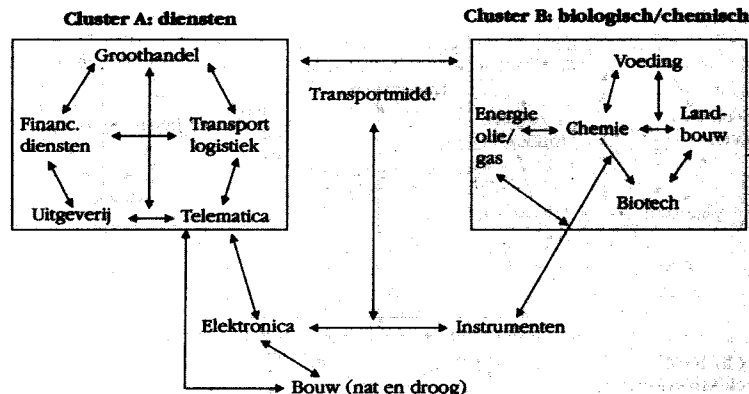 Cluster A: diensten
Cluster B: biologisch/chemisch
Groothandel
Voeding
Transportmidd.
Financ.
diensten
Transport
logistiek
Energie
olie/
gas
Chemie
Land-
bouw
Uitgeverij
Telematica
Biotech
Elektronica
Instrumenten
Bouw (nat en droog)